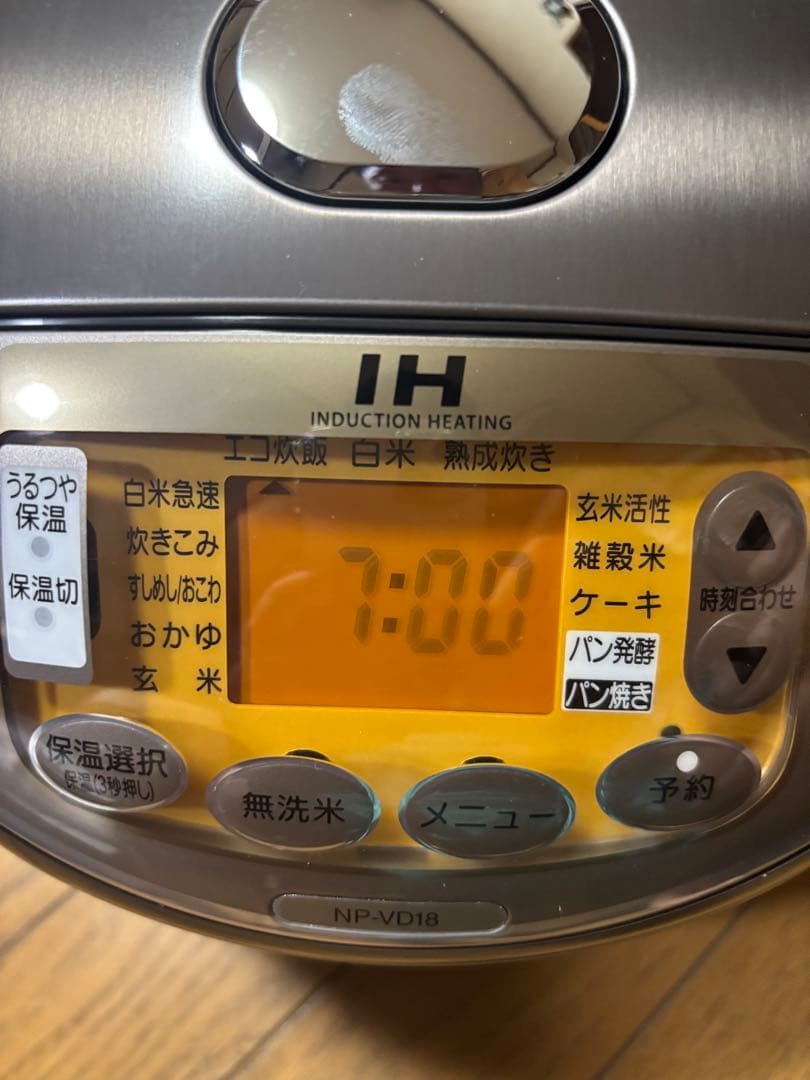 IH
INDUCTION HEATING
エコ炊飯 白米 熟成炊き
うるつや
保温
保温切
白米急速
炊きこみ
すしめし/おこわ
おかゆ
玄米
7:00
玄米活性
雑穀米
ケーキ
パン発酵
パン焼き
時刻合わせ
保温選択
保温(3秒押し)
無洗米
メニュー
予約
NP-VD18